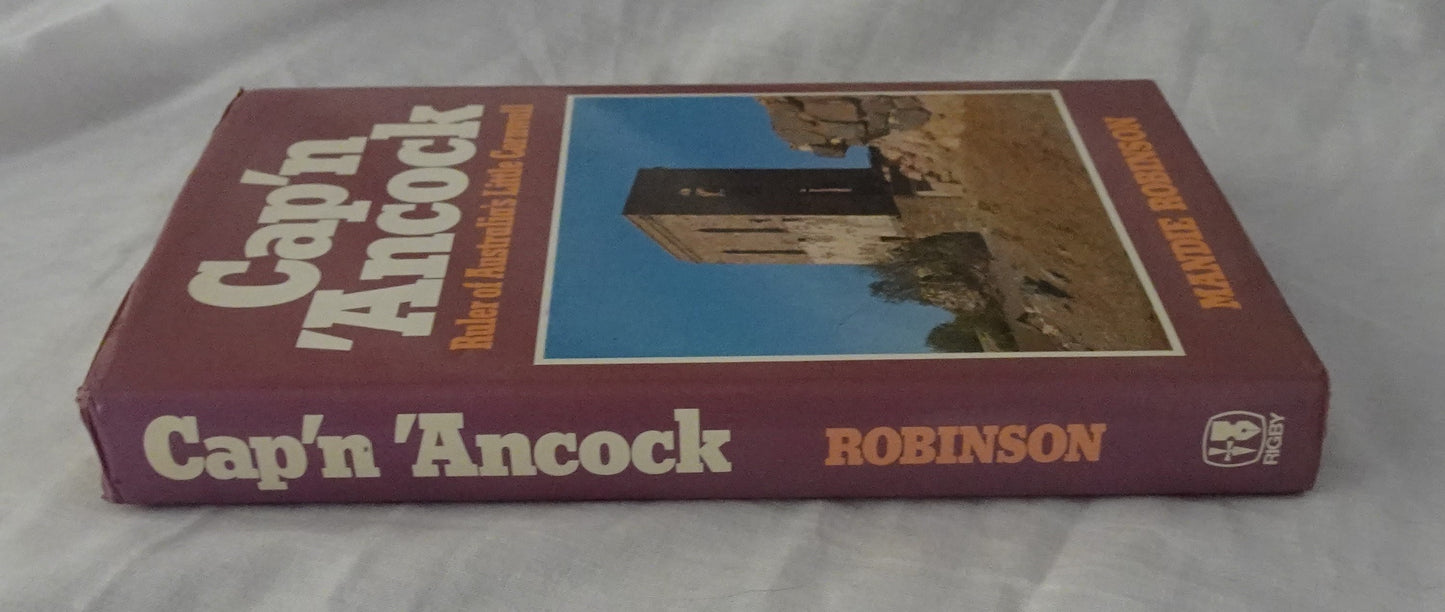 Cap'n
'Ancock
Ruler of Australia's Little Cornwall
MANDIE ROBINSON
Cap'n 'Ancock ROBINSON RIGBY